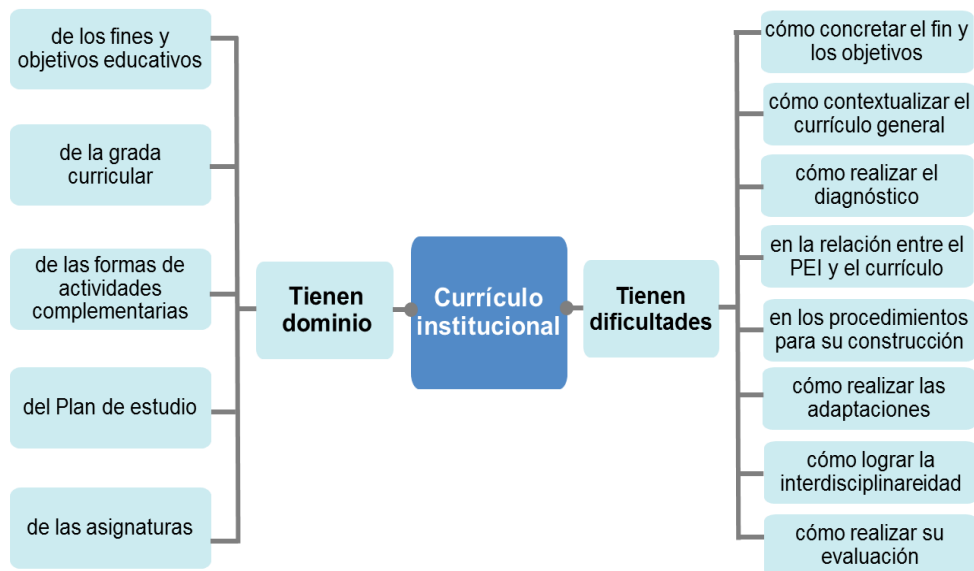 de los fines y
objetivos educativos
de la grada
curricular
de las formas de
actividades
complementarias
del Plan de estudio
de las asignaturas
Tienen
dominio
Currículo
institucional
Tienen
dificultades
cómo concretar el fin y
los objetivos
cómo contextualizar el
currículo general
cómo realizar el
diagnóstico
en la relación entre el
PEI y el currículo
en los procedimientos
para su construcción
cómo realizar las
adaptaciones
cómo lograr la
interdisciplinareidad
cómo realizar su
evaluación